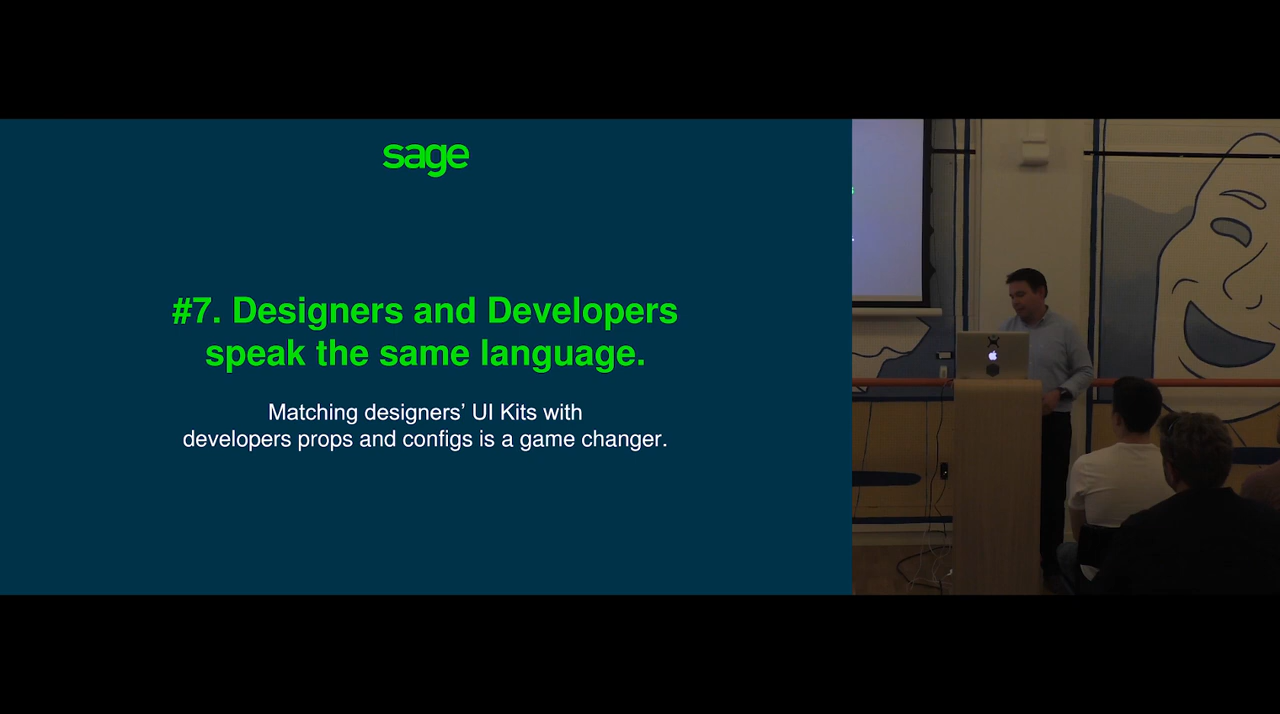 sage
#7. Designers and Developers
speak the same language.
Matching designers’ UI Kits with
developers props and configs is a game changer.